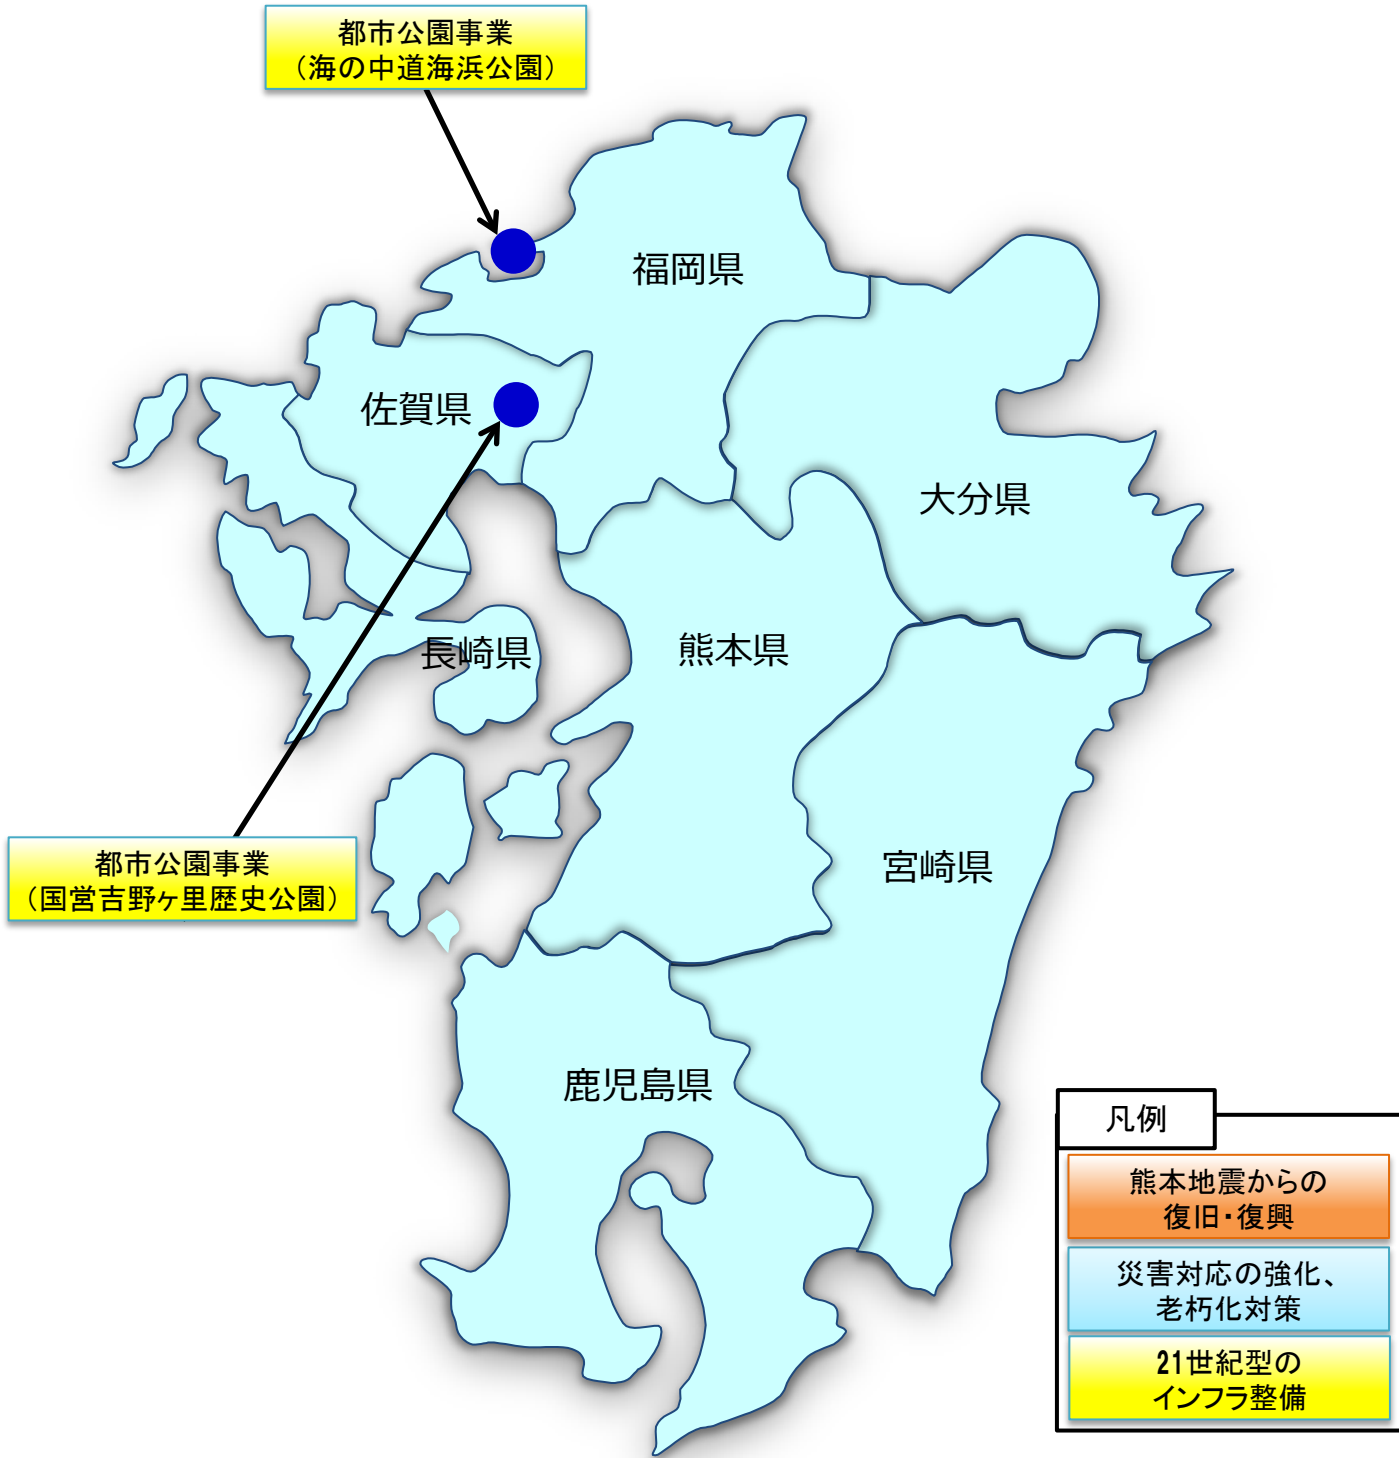 都市公園事業
（海の中道海浜公園）
福岡県
佐賀県
大分県
長崎県
熊本県
都市公園事業
（国営吉野ヶ里歴史公園）
宮崎県
鹿児島県
凡例
熊本地震からの
復旧・復興
災害対応の強化、
老朽化対策
21世紀型の
インフラ整備